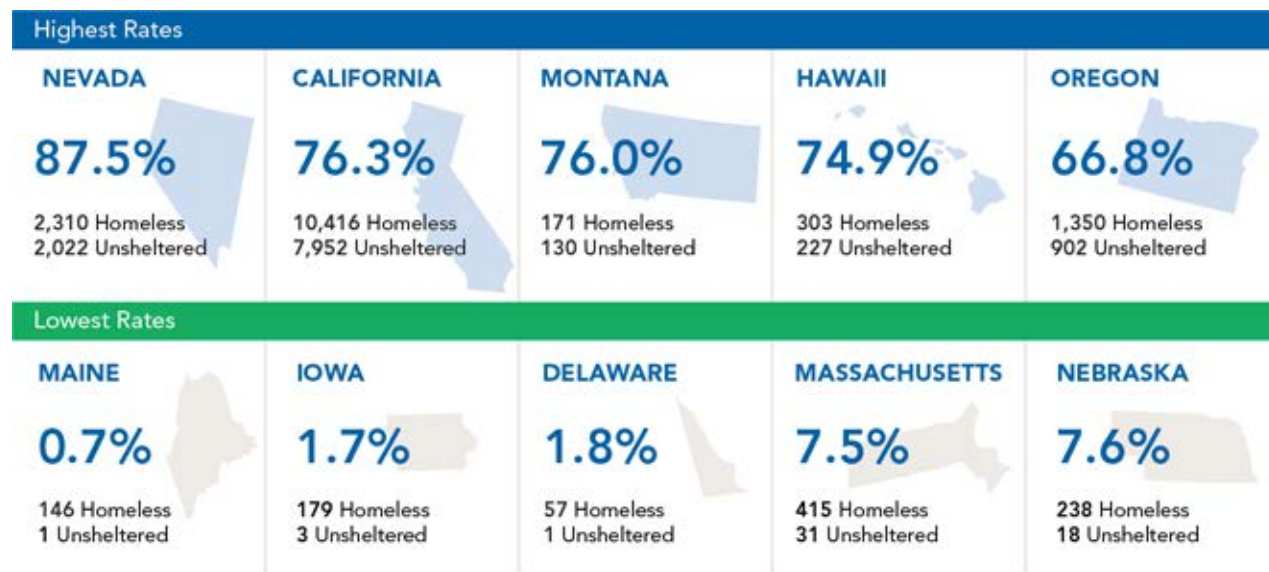 Highest Rates
NEVADA
87.5%
2,310 Homeless
2,022 Unsheltered
CALIFORNIA
76.3%
10,416 Homeless
7,952 Unsheltered
MONTANA
76.0%
171 Homeless
130 Unsheltered
HAWAII
74.9%
303 Homeless
227 Unsheltered
OREGON
66.8%
1,350 Homeless
902 Unsheltered
Lowest Rates
MAINE
0.7%
146 Homeless
1 Unsheltered
IOWA
1.7%
179 Homeless
3 Unsheltered
DELAWARE
1.8%
57 Homeless
1 Unsheltered
MASSACHUSETTS
7.5%
415 Homeless
31 Unsheltered
NEBRASKA
7.6%
238 Homeless
18 Unsheltered